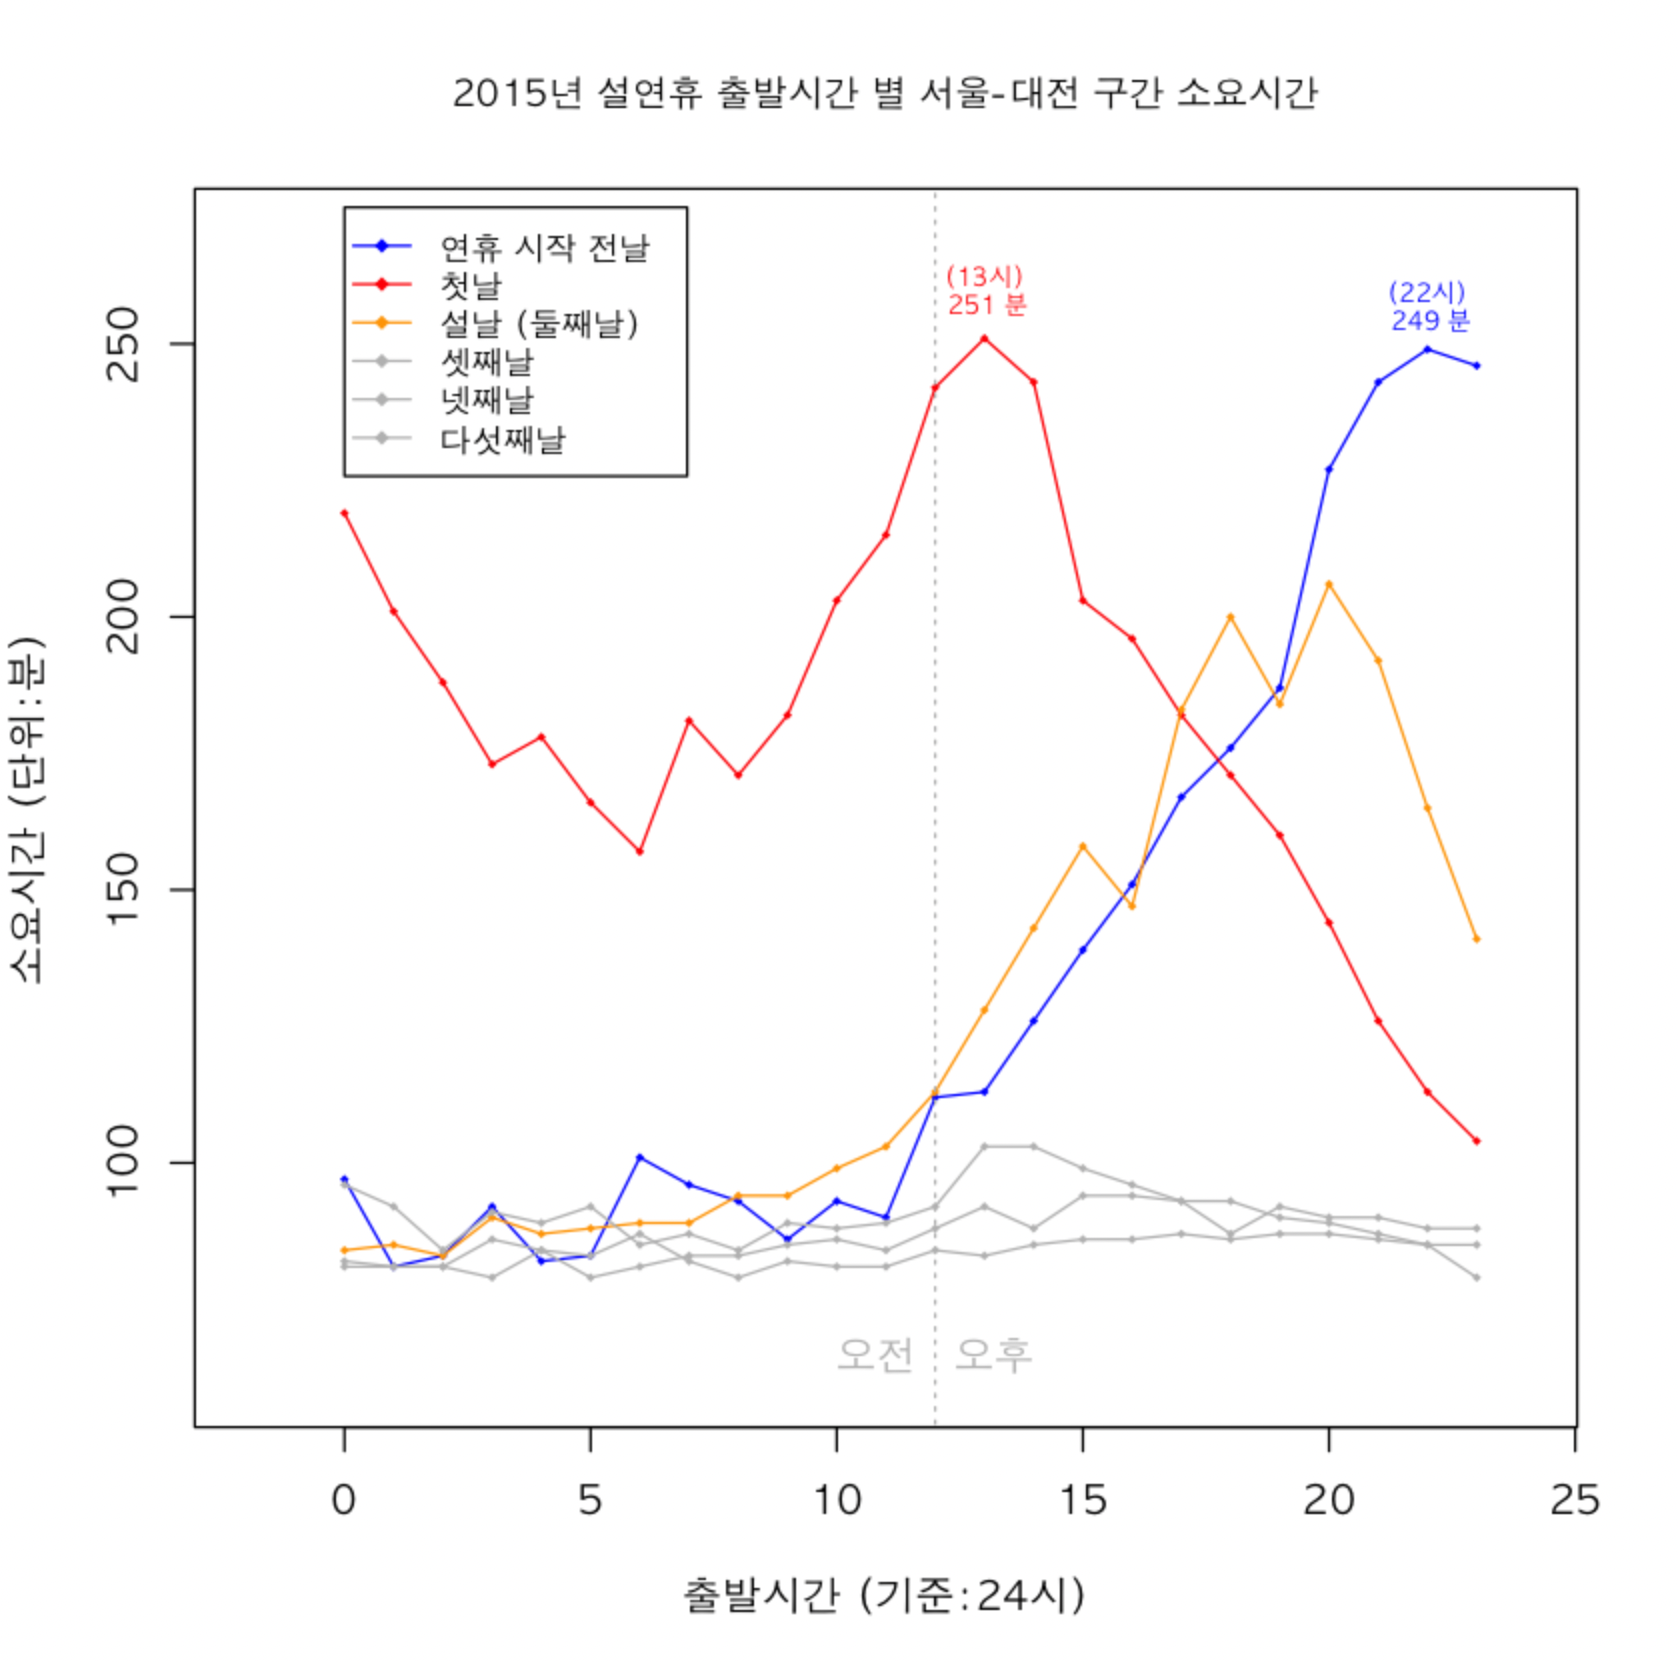 2015년 설연휴 출발시간 별 서울-대전 구간 소요시간
연휴 시작 전날
첫날
설날 (둘째날)
셋째날
넷째날
다섯째날
(13시)
251 분
(22시)
249 분
소요시간 (단위:분)
250
200
150
100
오전
오후
0 5 10 15 20 25
출발시간 (기준:24시)